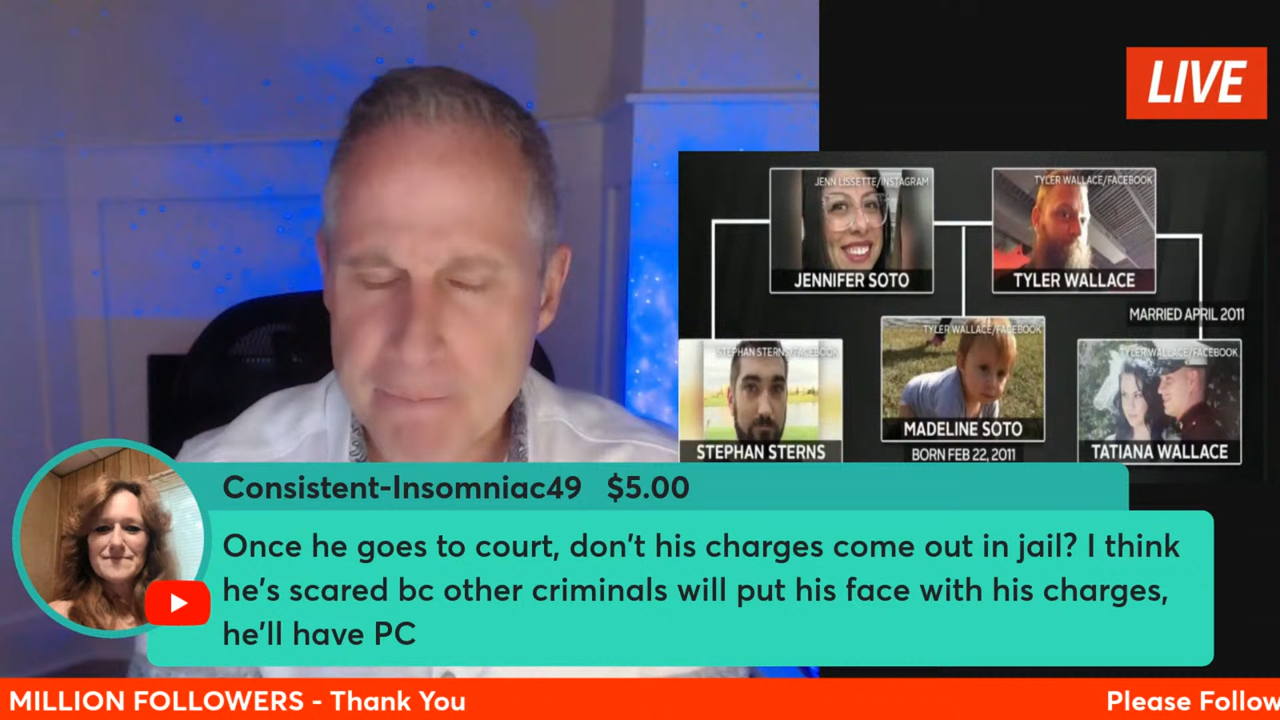 LIVE
JENN LISSETTE/INSTAGRAM
JENNIFER SOTO
TYLER WALLACE/FACEBOOK
TYLER WALLACE
MARRIED APRIL 2011
STEPHAN STERNS/FACEBOOK
STEPHAN STERNS
TYLER WALLACE/FACEBOOK
MADELINE SOTO
BORN FEB 22, 2011
TYLER WALLACE/FACEBOOK
TATIANA WALLACE
Consistent-Insomniac49 $5.00
Once he goes to court, don't his charges come out in jail? I think
he's scared bc other criminals will put his face with his charges,
he'll have PC
MILLION FOLLOWERS - Thank You
Please Follow